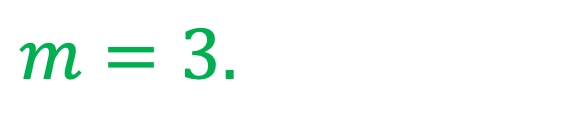 m = 3.